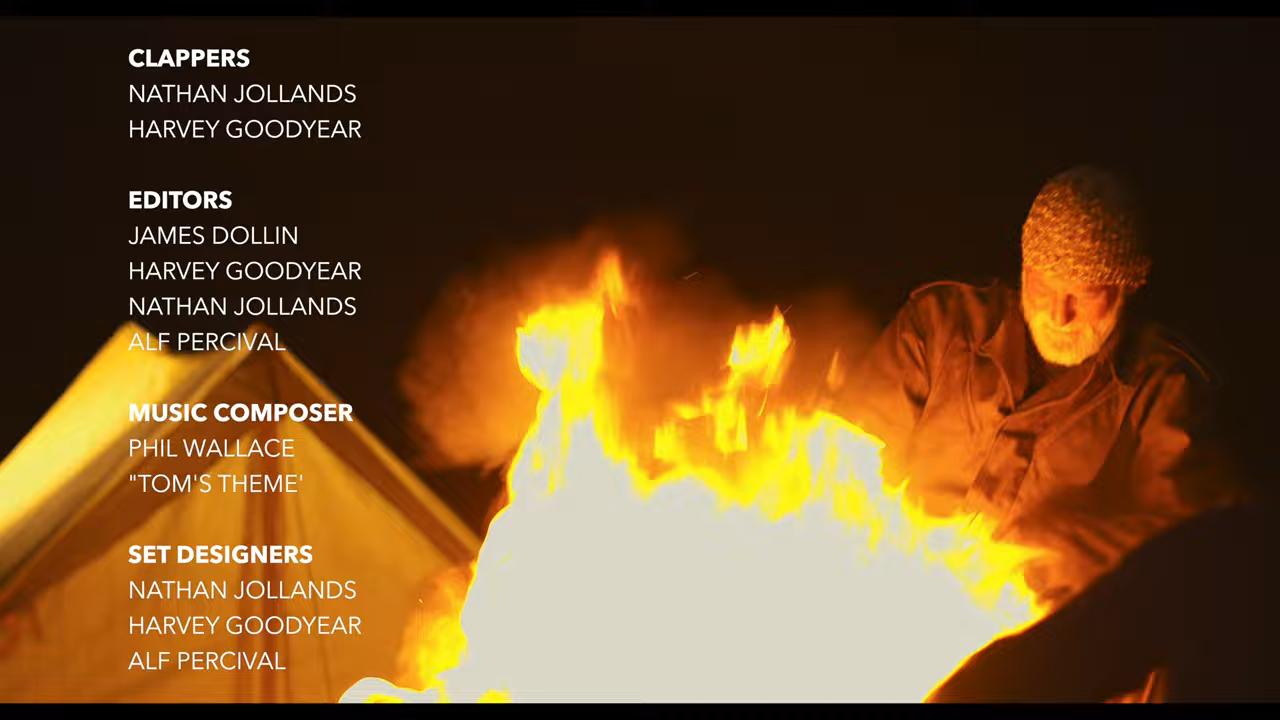 CLAPPERS
NATHAN JOLLANDS
HARVEY GOODYEAR
EDITORS
JAMES DOLLIN
HARVEY GOODYEAR
NATHAN JOLLANDS
ALF PERCIVAL
MUSIC COMPOSER
PHIL WALLACE
"TOM'S THEME'
SET DESIGNERS
NATHAN JOLLANDS
HARVEY GOODYEAR
ALF PERCIVAL